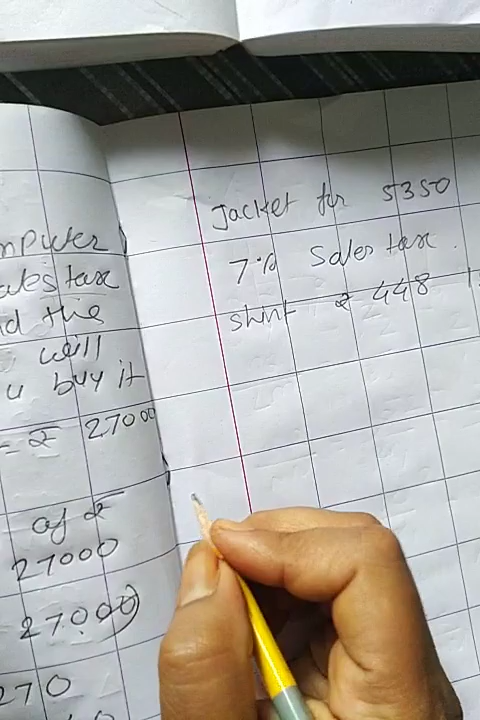 Jacket for 5350
7% Sales tax.
shirt ₹ 448
mputer
ales tax
d the
will
u buy it
= ₹ 27000
of ₹
27000
27000)
270